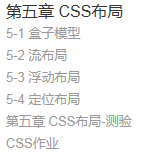 第五章 CSS布局
5-1 盒子模型
5-2 流布局
5-3 浮动布局
5-4 定位布局
第五章 CSS布局-测验
CSS作业